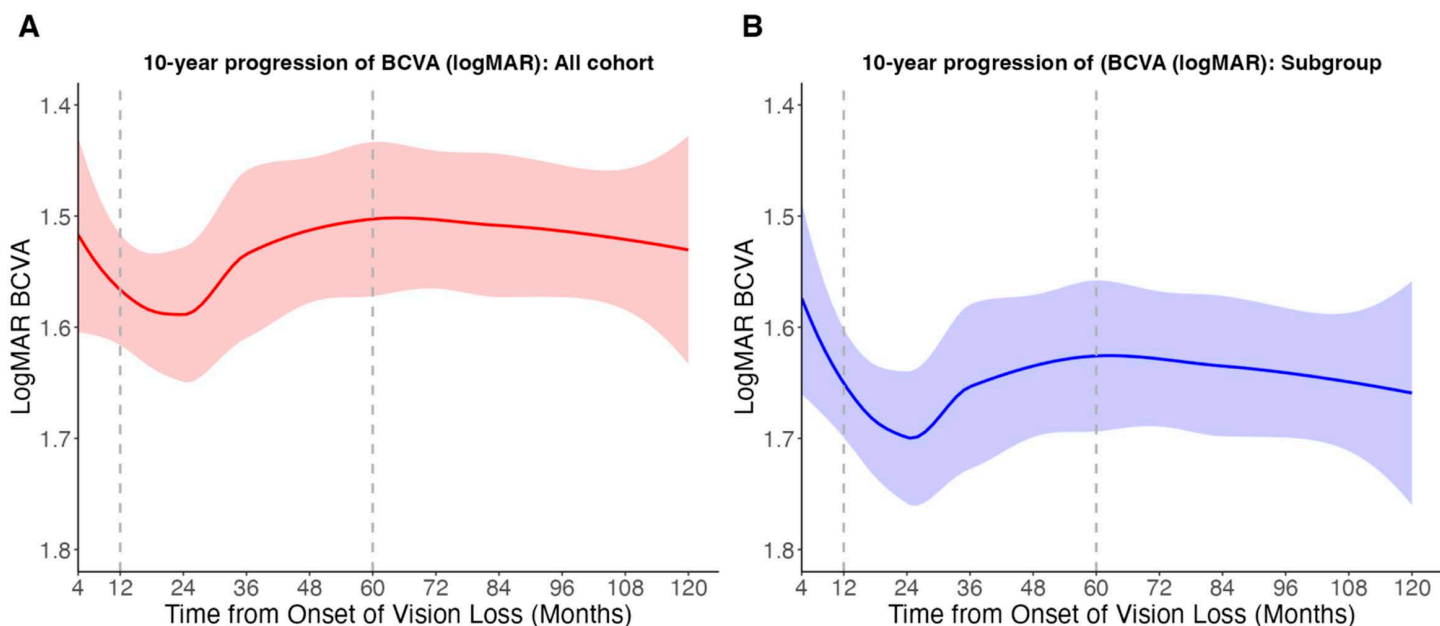 A
10-year progression of BCVA (logMAR): All cohort
LogMAR BCVA
1.4
1.5
1.6
1.7
1.8
4 12 24 36 48 60 72 84 96 108 120
Time from Onset of Vision Loss (Months)
B
10-year progression of (BCVA (logMAR): Subgroup
LogMAR BCVA
1.4
1.5
1.6
1.7
1.8
4 12 24 36 48 60 72 84 96 108 120
Time from Onset of Vision Loss (Months)